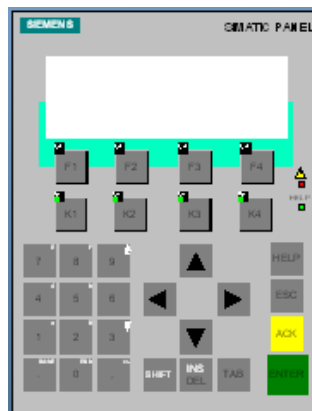 SIEMENS SIMATIC PANEL
F1 F2 F3 F4
HELP
K1 K2 K3 K4
7 8 9 HELP
4 5 6 ESC
1 2 3 ACK
. 0 SHIFT INS DEL TAB ENTER